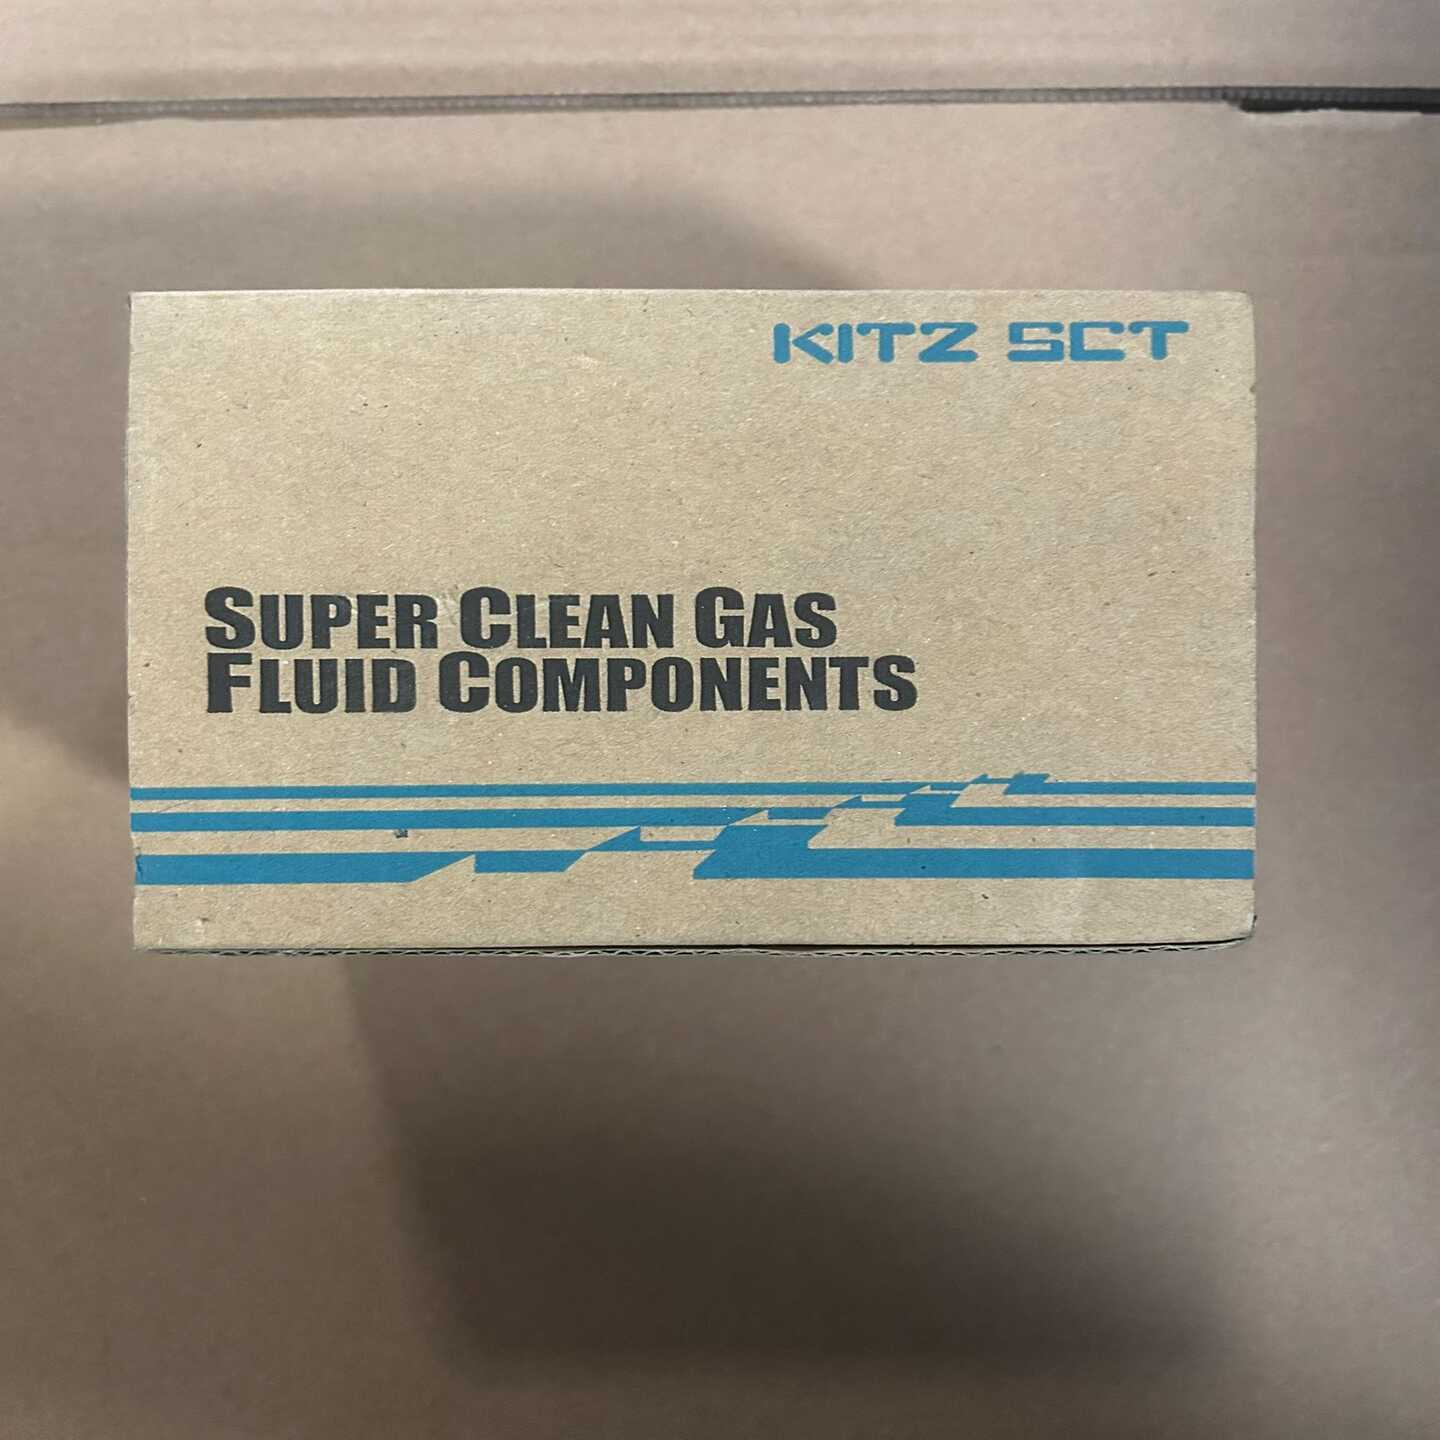 KITZ SCT
SUPER CLEAN GAS
FLUID COMPONENTS